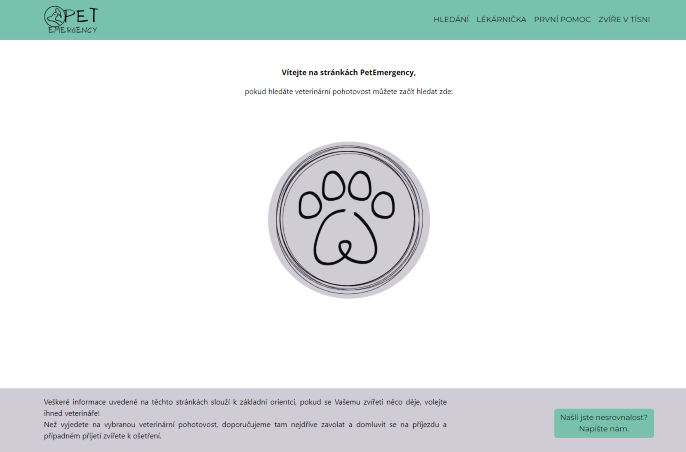 PET
EMERGENCY
HLEDÁNÍ LÉKÁRNIČKA PRVNÍ POMOC ZVÍŘE V TÍSNI
Vítejte na stránkách PetEmergency,
pokud hledáte veterinární pohotovost můžete začít hledat zde:
Veškeré informace uvedené na těchto stránkách slouží k základní orientci, pokud se Vašemu zvířeti něco děje, volejte
ihned veterináře!
Než vyjedete na vybranou veterinární pohotovost, doporučujeme tam nejdříve zavolat a domluvit se na příjezdu a
případném přijetí zvířete k ošetření.
Našli jste nesrovnalost?
Napište nám.